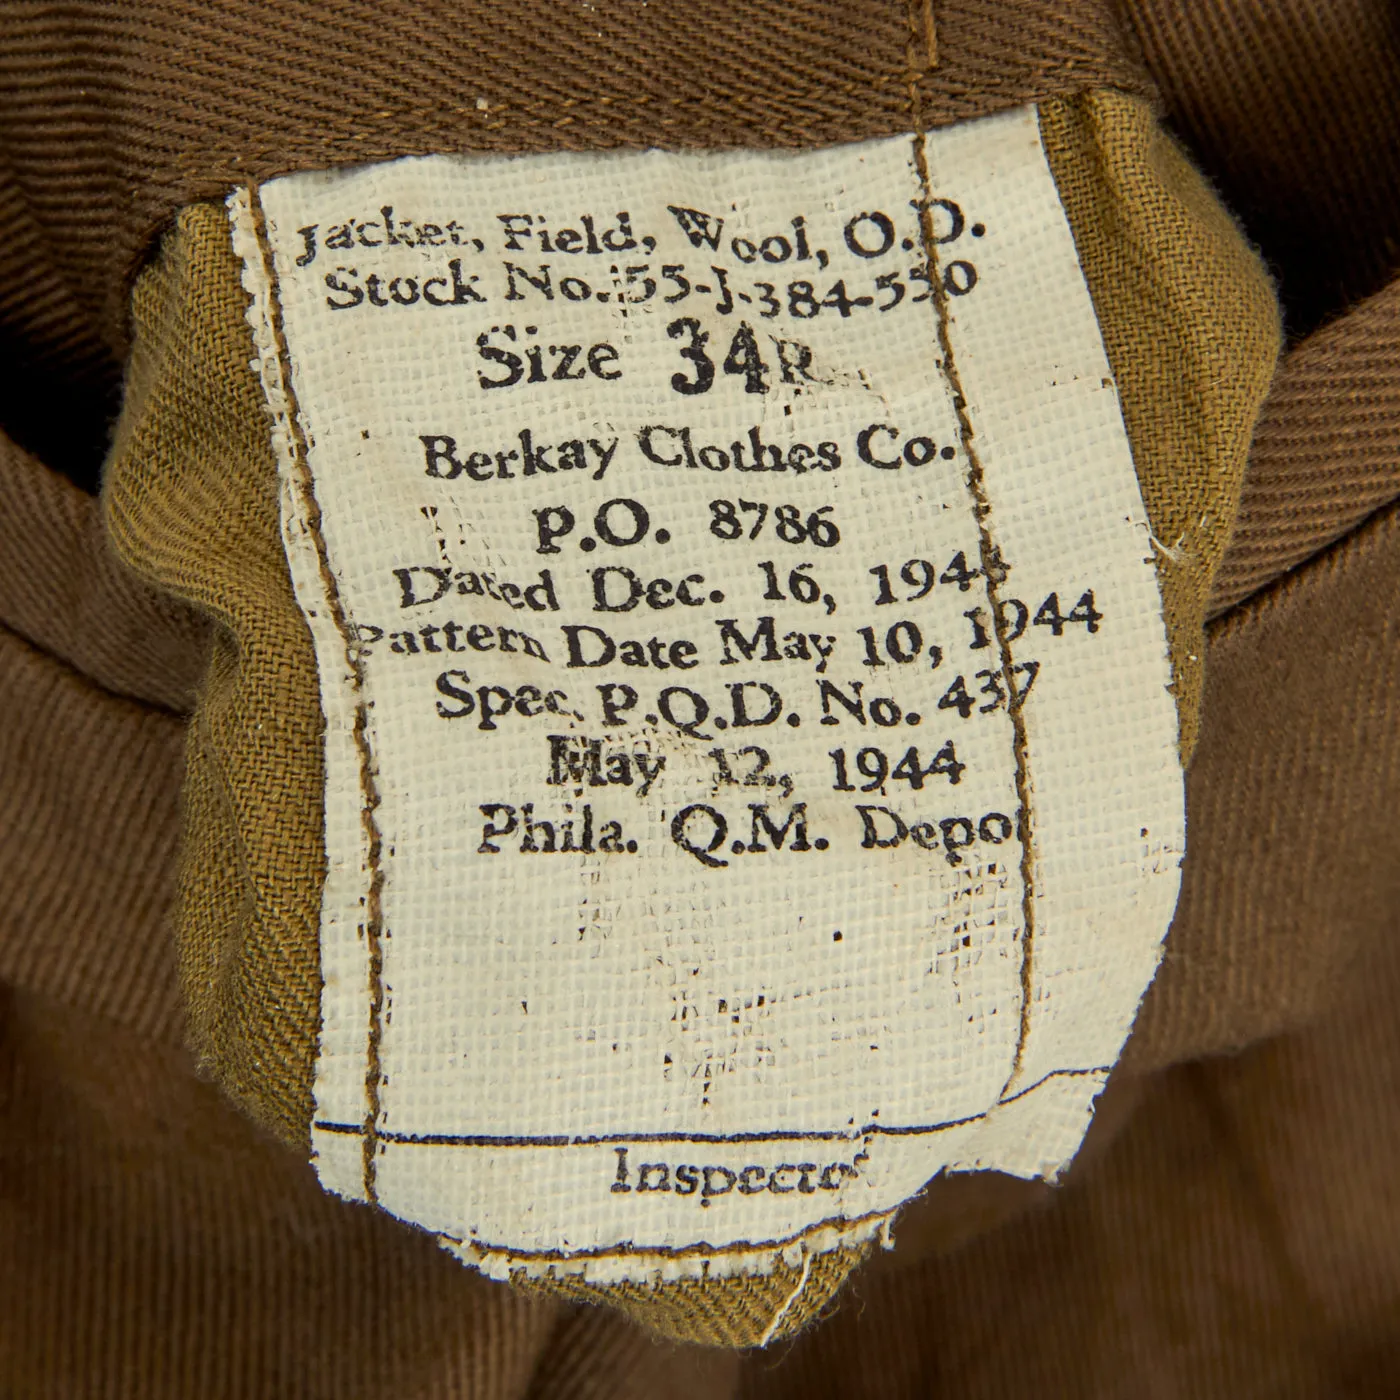 Jacket, Field, Wool, O.D.
Stock No. 55-J-384-550
Size 34R
Berkay Clothes Co.
P.O. 8786
Dated Dec. 16, 1944
Pattern Date May 10, 1944
Spec. P.Q.D. No. 437
May 12, 1944
Phila. Q.M. Depot
Inspector